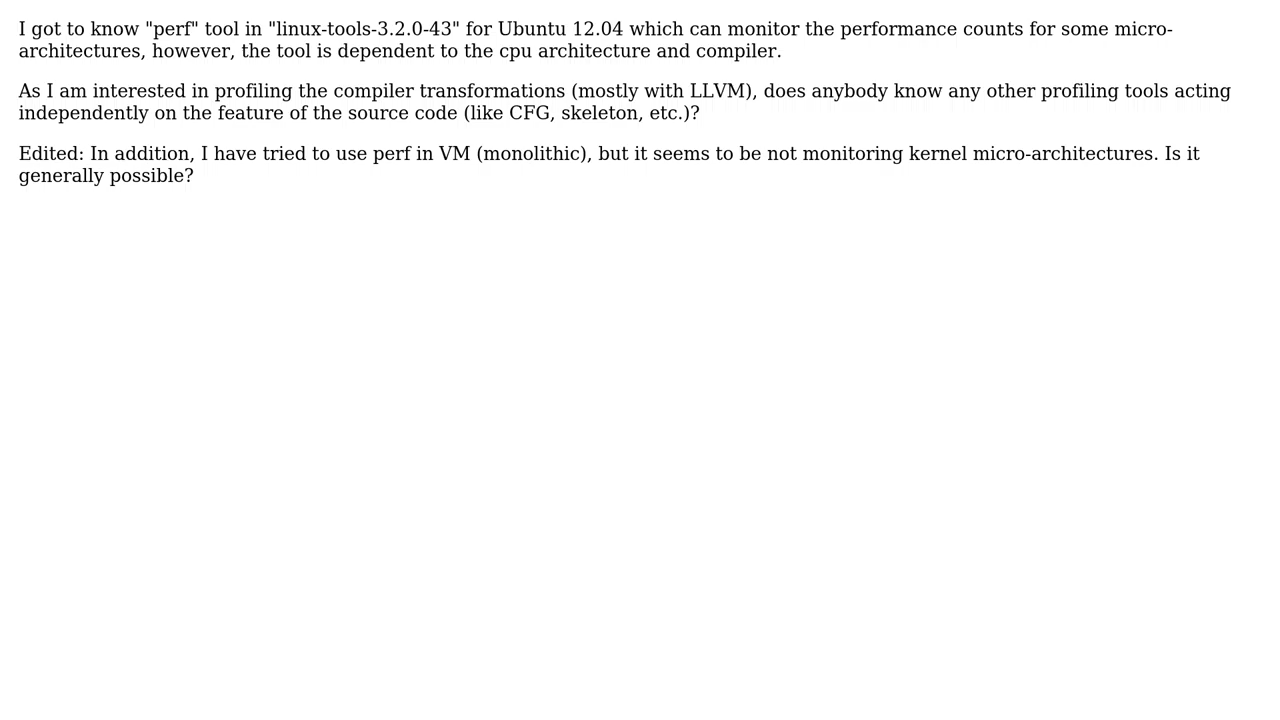 I got to know "perf" tool in "linux-tools-3.2.0-43" for Ubuntu 12.04 which can monitor the performance counts for some micro-
architectures, however, the tool is dependent to the cpu architecture and compiler.
As I am interested in profiling the compiler transformations (mostly with LLVM), does anybody know any other profiling tools acting
independently on the feature of the source code (like CFG, skeleton, etc.)?
Edited: In addition, I have tried to use perf in VM (monolithic), but it seems to be not monitoring kernel micro-architectures. Is it
generally possible?